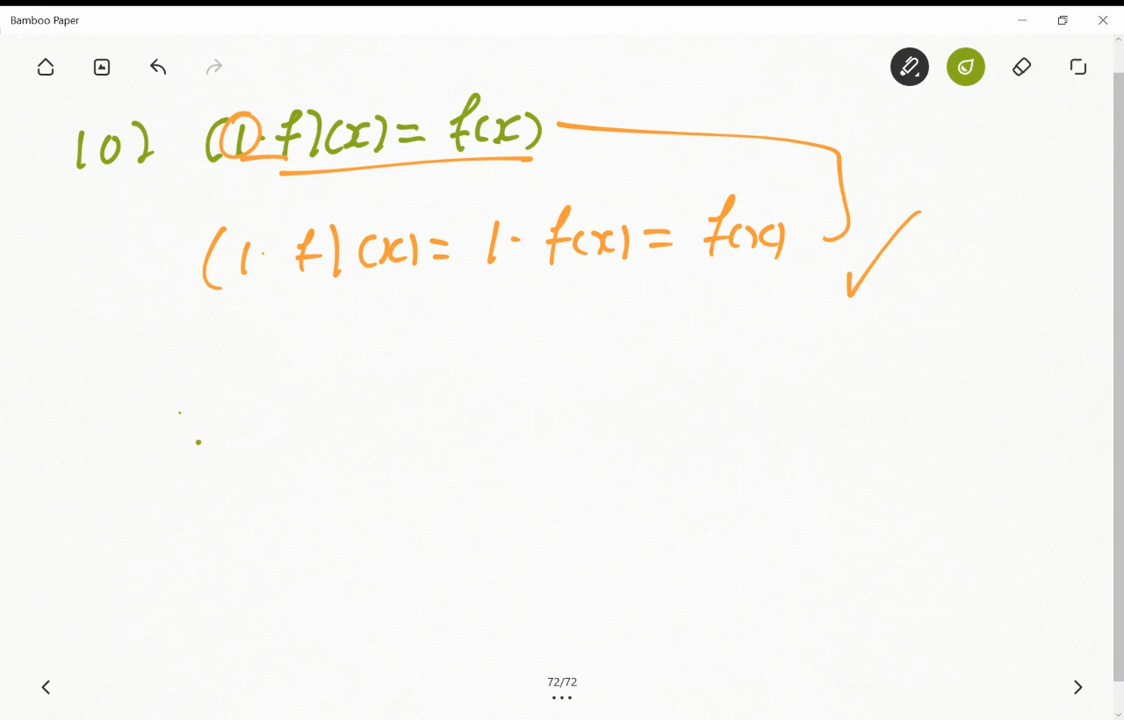 Bamboo Paper
10) (1·f)(x) = f(x)
(1·f)(x) = 1·f(x) = f(x)
72/72